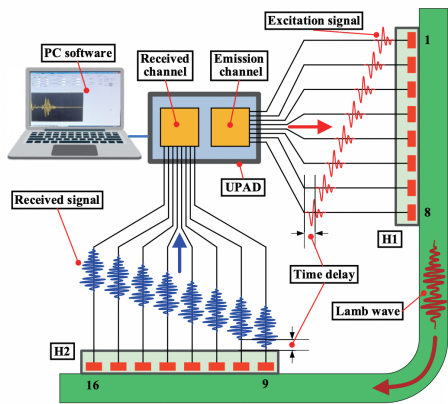 Excitation signal
1
PC software
Received
channel
Emission
channel
UPAD
Received signal
8
H1
Time delay
Lamb wave
H2
16
9